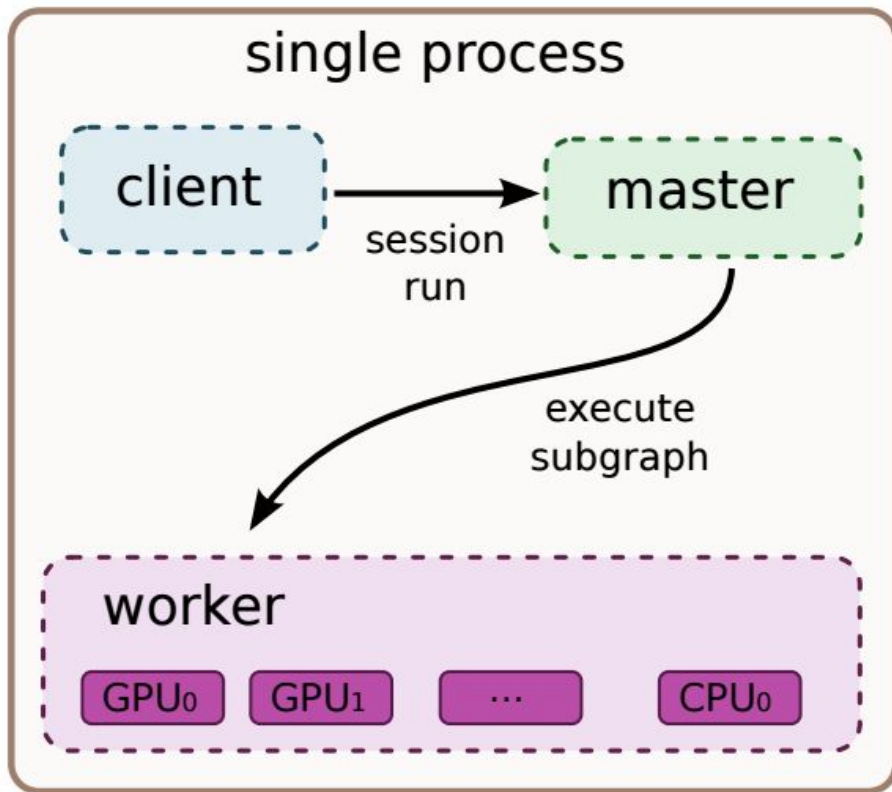 single process
client
master
session
run
execute
subgraph
worker
GPU₀
GPU₁
...
CPU₀